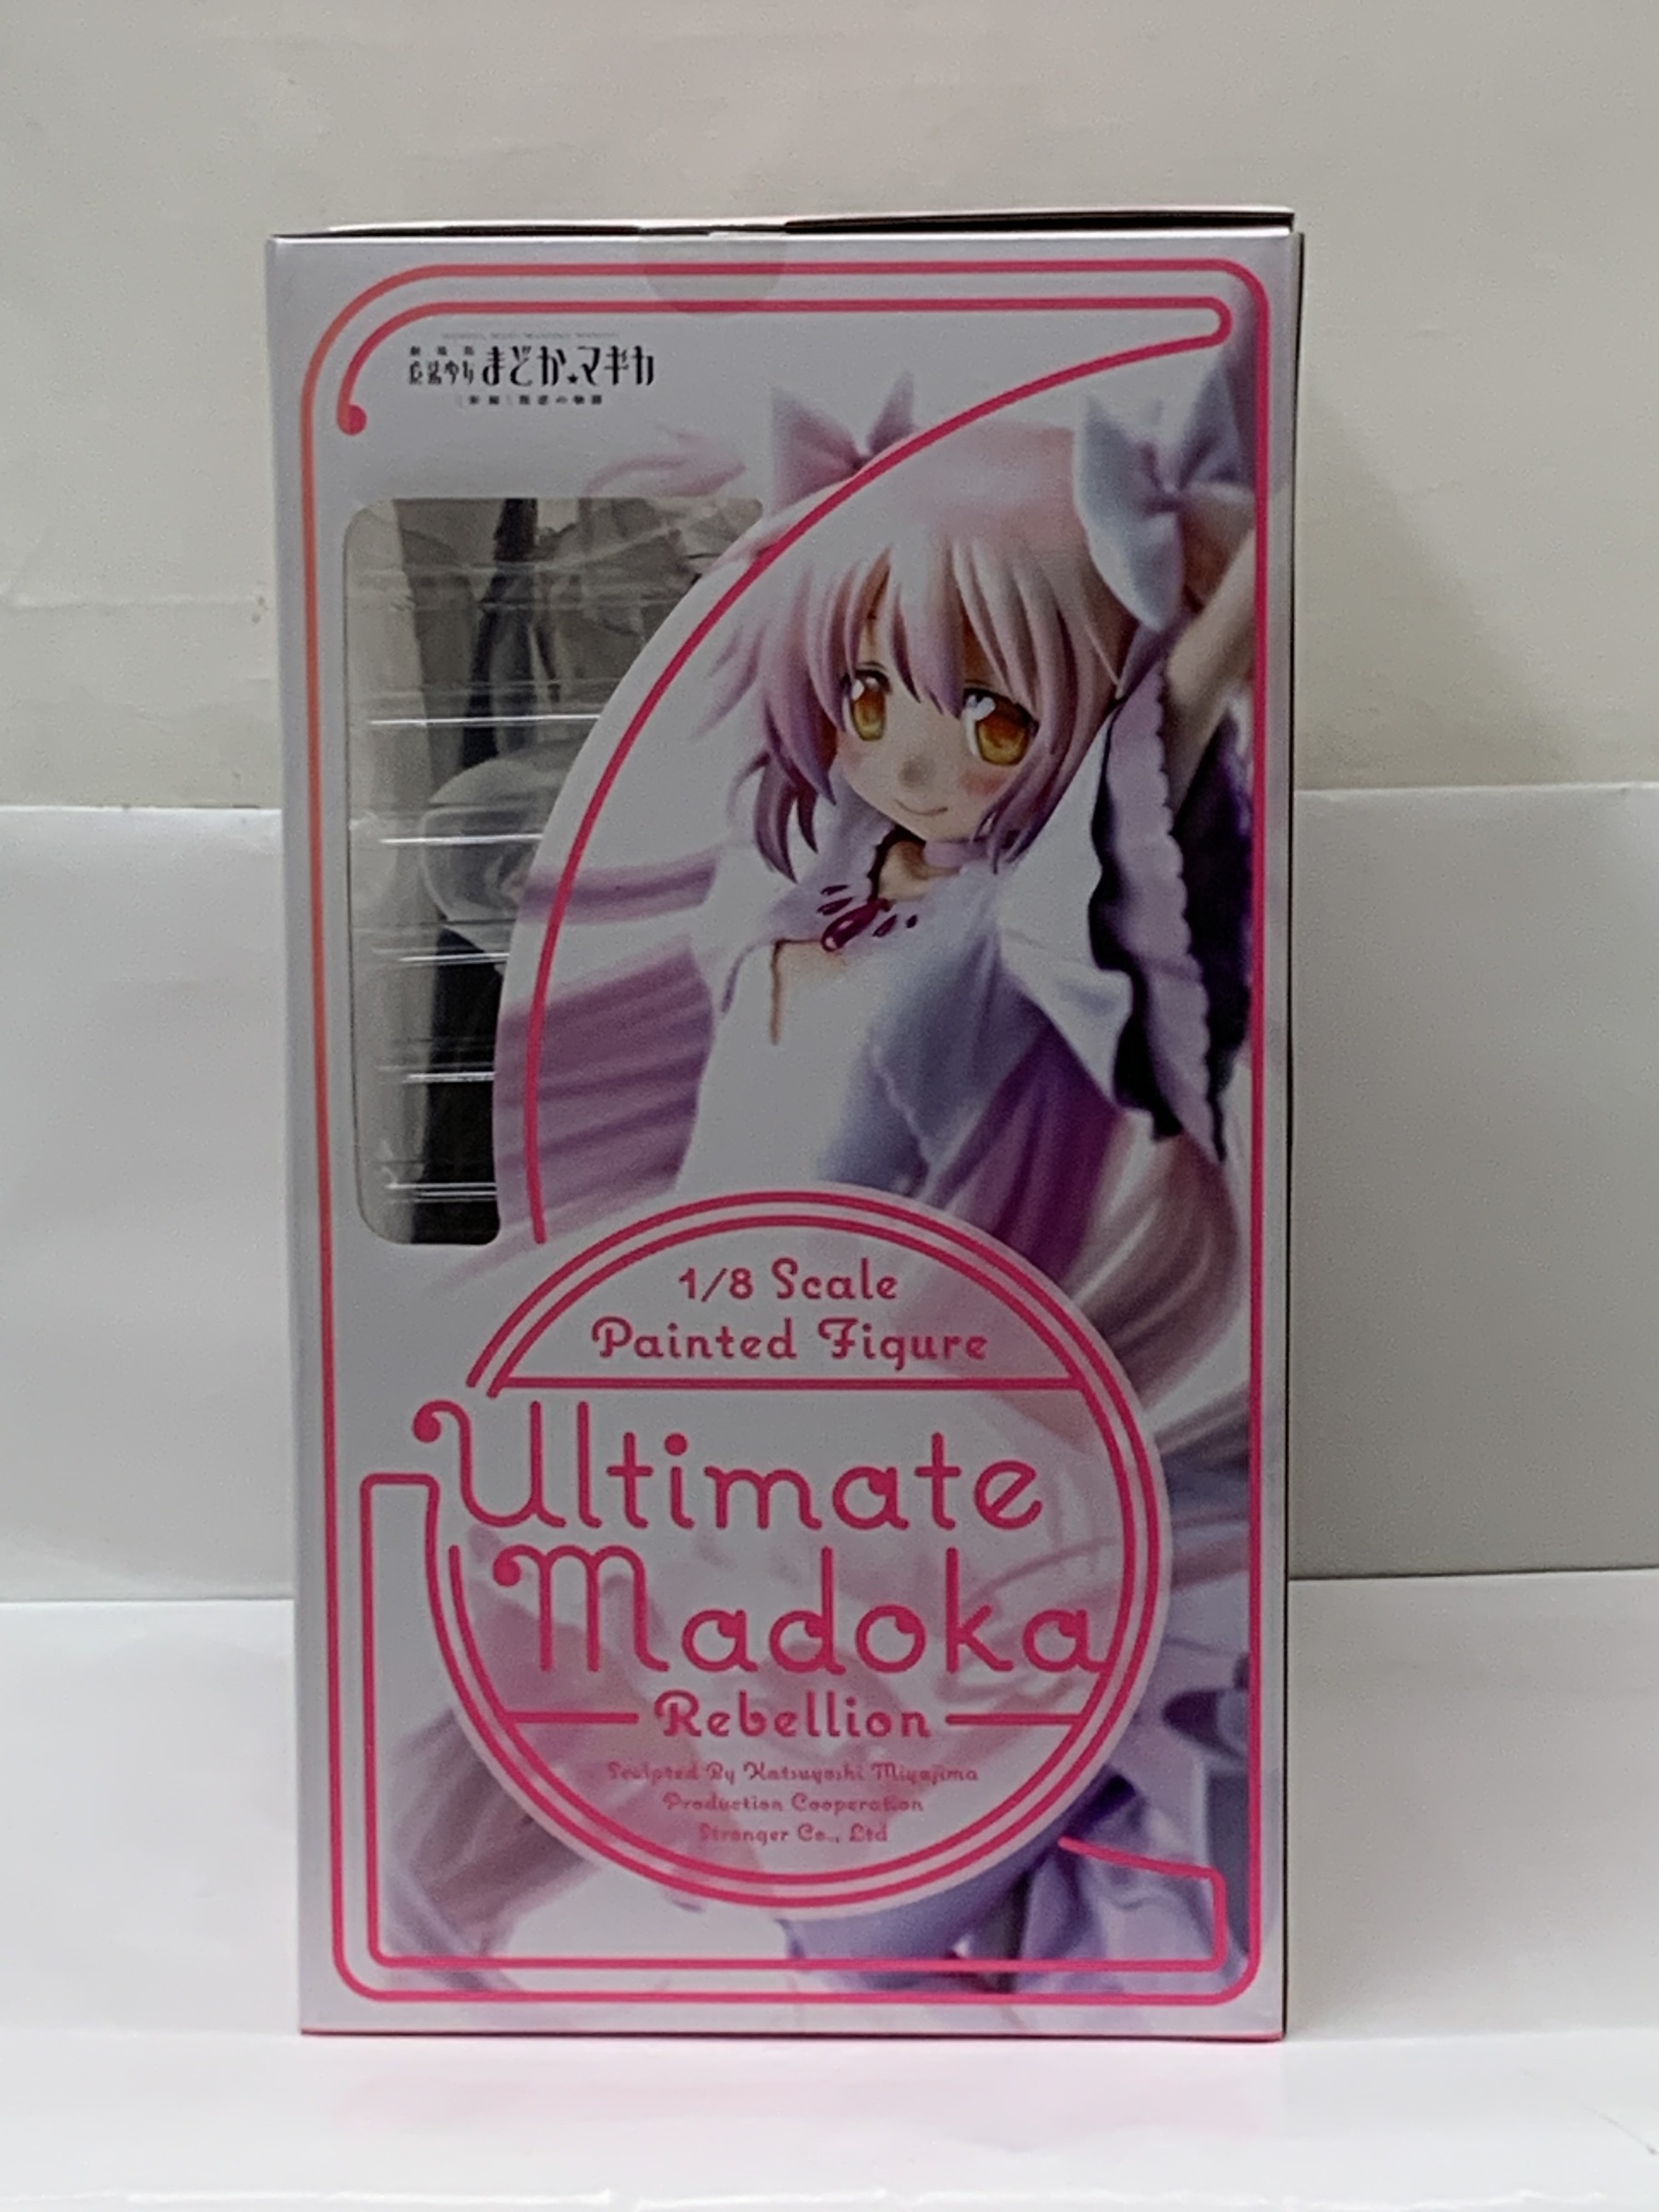 劇場版
魔法少女まどか★マギカ
[新編]叛逆の物語
1/8 Scale
Painted Figure
Ultimate
Madoka
Rebellion
Sculpted By Katsuyoshi Miyajima
Production Cooperation
Stronger Co., Ltd